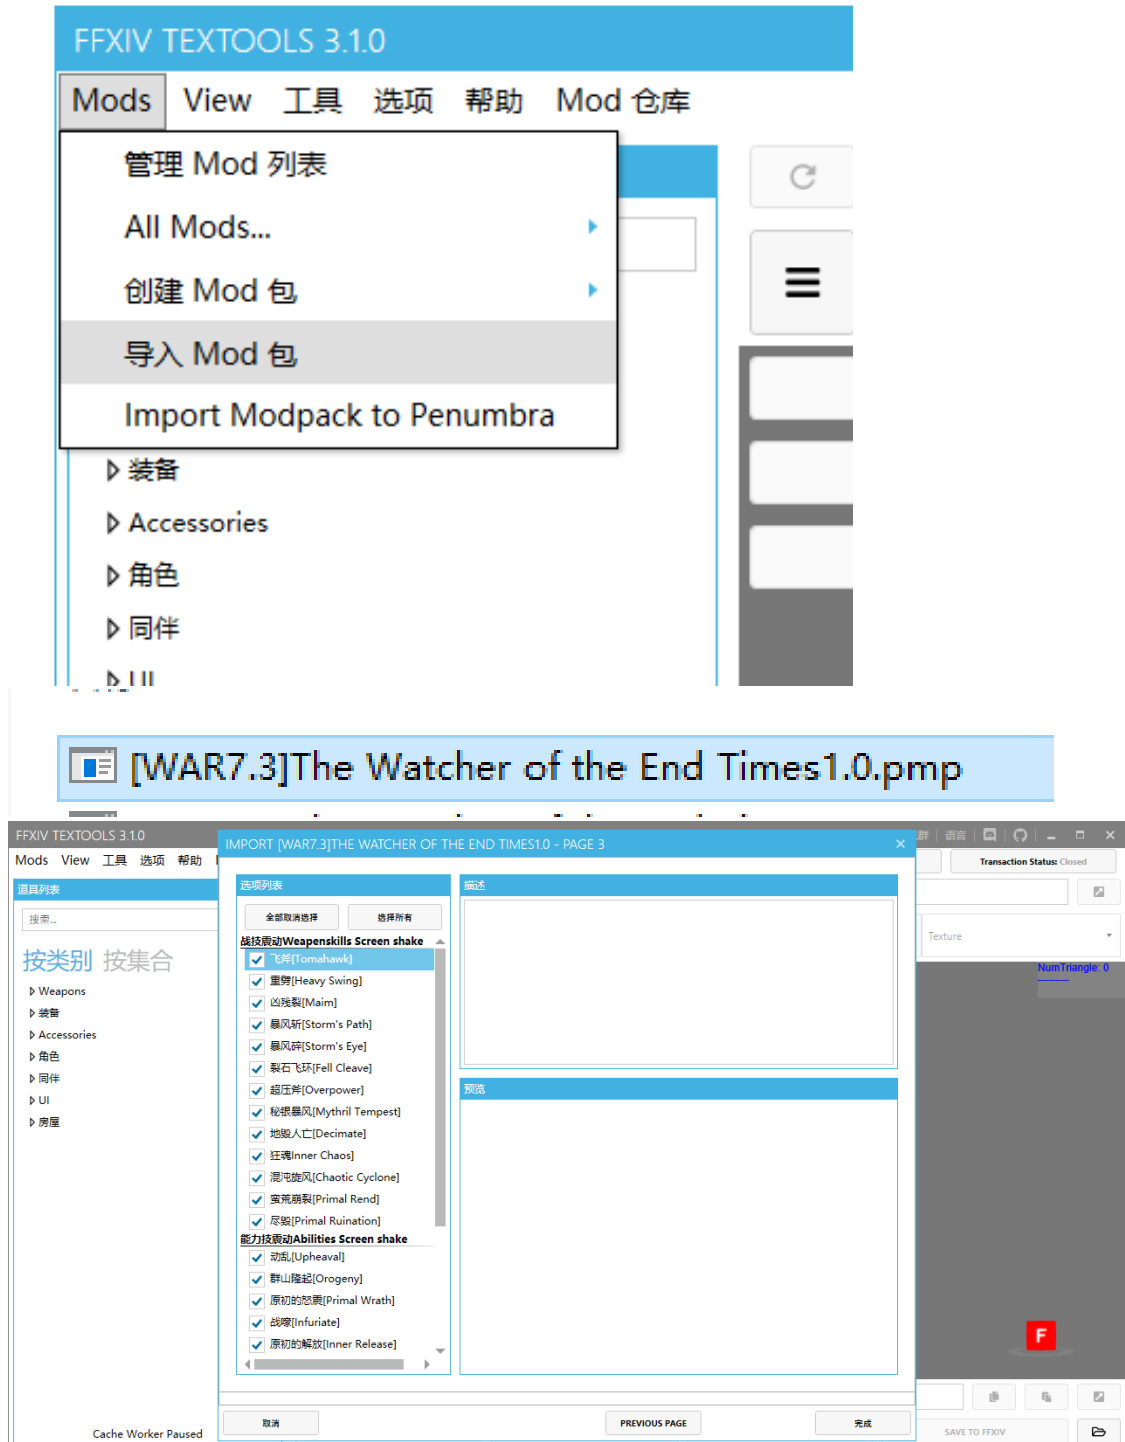 FFXIV TEXTOOLS 3.1.0
Mods View 工具 选项 帮助 Mod 仓库
管理 Mod 列表
All Mods...
创建 Mod 包
导入 Mod 包
Import Modpack to Penumbra
装备
Accessories
角色
同伴
UI
[WAR7.3]The Watcher of the End Times1.0.pmp
FFXIV TEXTOOLS 3.1.0
群 语言
IMPORT [WAR7.3]THE WATCHER OF THE END TIMES1.0 - PAGE 3
Mods View 工具 选项 帮助
Transaction Status: Closed
道具列表
选项列表
描述
搜索...
全部取消选择
选择所有
Texture
按类别 按集合
NumTriangle: 0
----------
Weapons
装备
Accessories
角色
同伴
UI
房屋
战技震动Weapenskills Screen shake
飞斧[Tomahawk]
重劈[Heavy Swing]
凶残裂[Maim]
暴风斩[Storm's Path]
暴风碎[Storm's Eye]
裂石飞环[Fell Cleave]
超压斧[Overpower]
秘银暴风[Mythril Tempest]
地毁人亡[Decimate]
狂魂Inner Chaos]
混沌旋风[Chaotic Cyclone]
蛮荒崩裂[Primal Rend]
尽毁[Primal Ruination]
能力技震动Abilities Screen shake
动乱[Upheaval]
群山隆起[Orogeny]
原初的怒震[Primal Wrath]
战嚎[Infuriate]
原初的解放[Inner Release]
预览
F
取消
PREVIOUS PAGE
完成
Cache Worker Paused
SAVE TO FFXIV